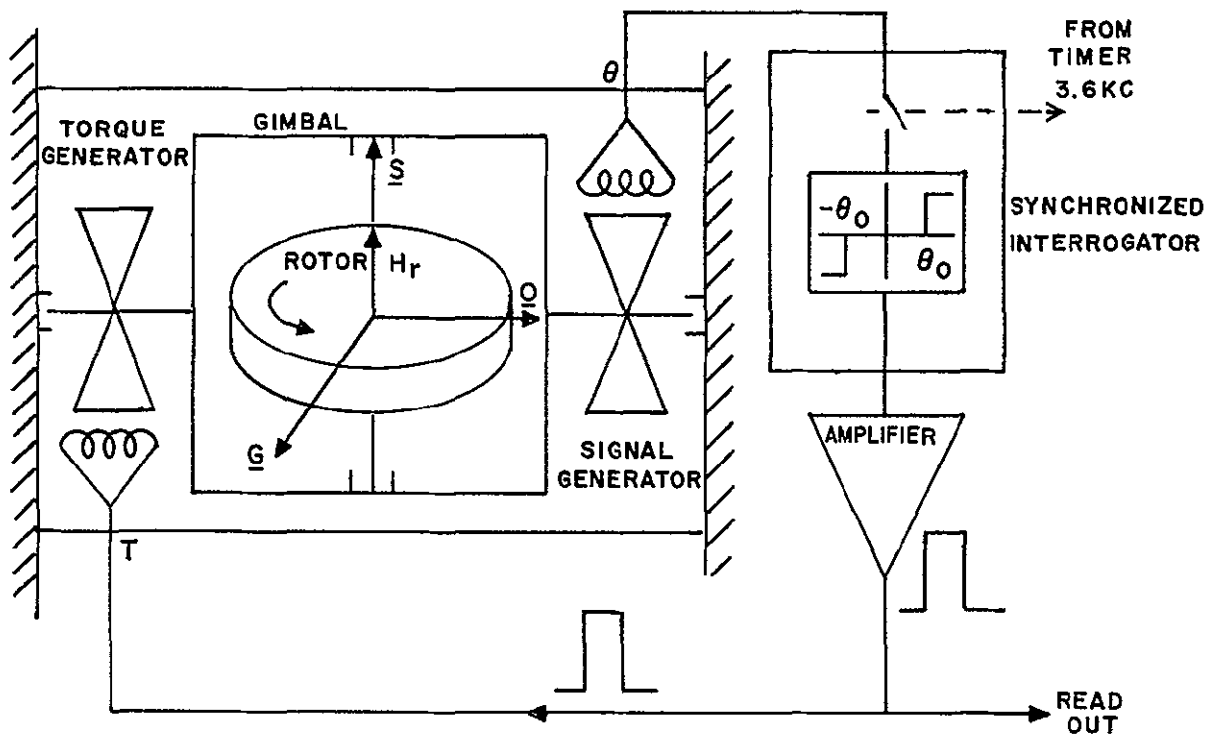 FROM
TIMER
3.6KC
θ
TORQUE
GENERATOR
GIMBAL
S
ROTOR
Hr
O
G
SIGNAL
GENERATOR
-θ0
θ0
SYNCHRONIZED
INTERROGATOR
AMPLIFIER
T
READ
OUT